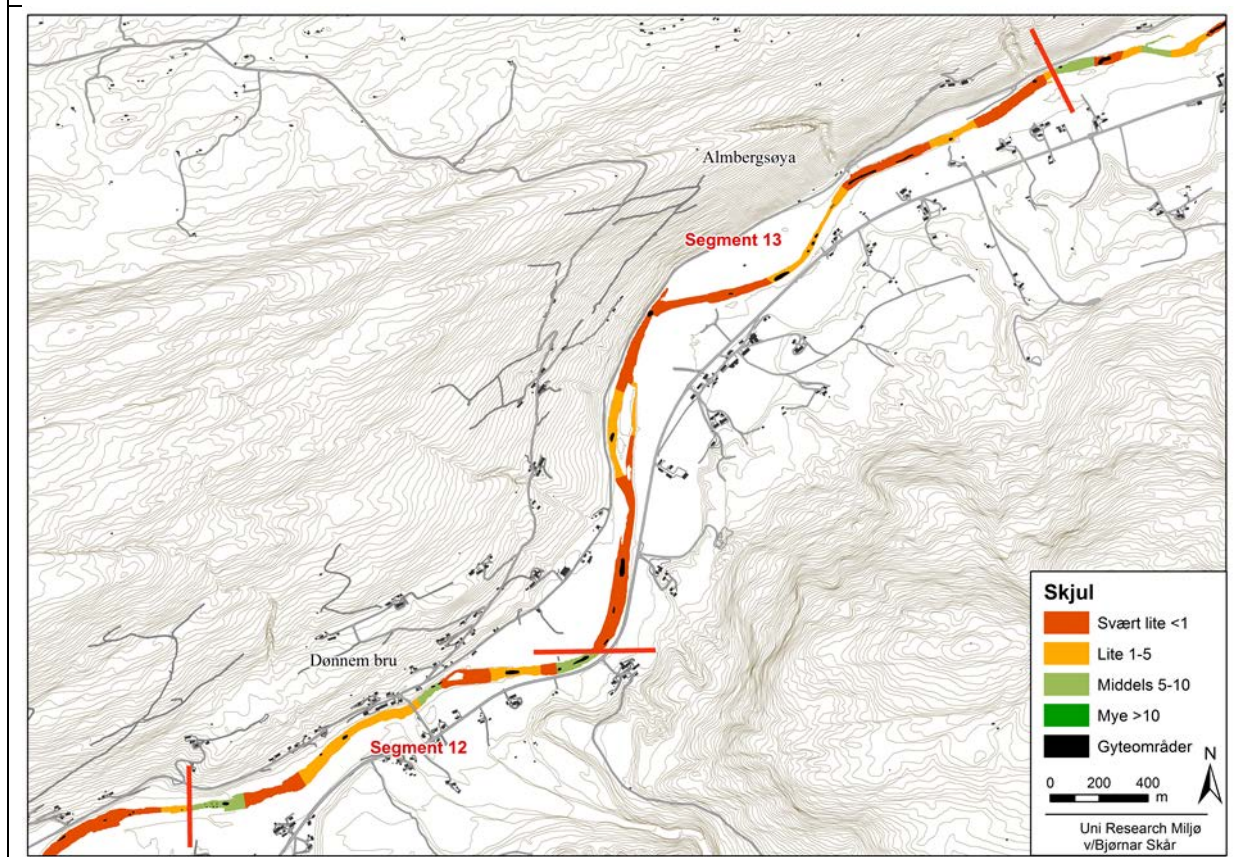 Almbergsøya
Segment 13
Dønnem bru
Segment 12
Skjul
Svært lite <1
Lite 1-5
Middels 5-10
Mye >10
Gyteområder
N
0 200 400
m
Uni Research Miljø
v/Bjørnar Skår